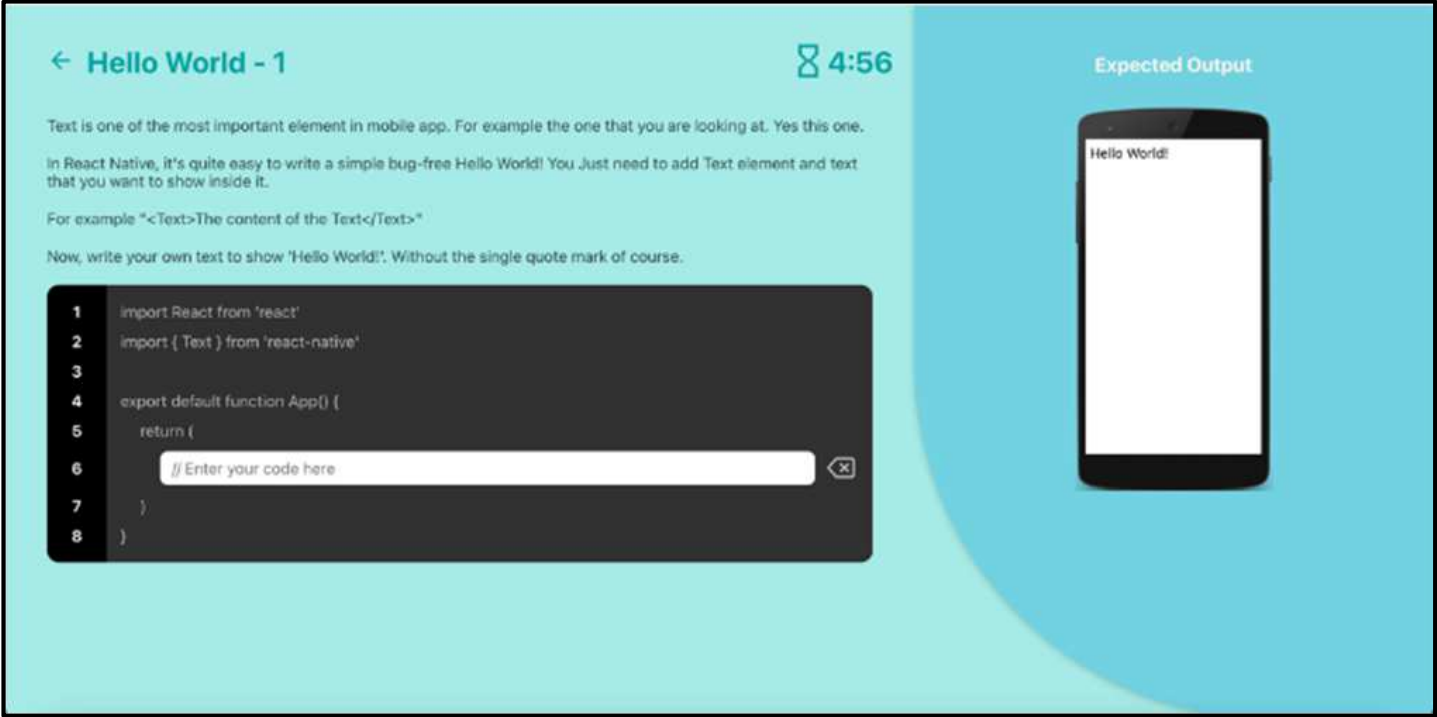 ← Hello World - 1
4:56
Text is one of the most important element in mobile app. For example the one that you are looking at. Yes this one.
In React Native, it's quite easy to write a simple bug-free Hello World! You Just need to add Text element and text
that you want to show inside it.
For example "<Text>The content of the Text</Text>"
Now, write your own text to show 'Hello World!'. Without the single quote mark of course.
1 import React from 'react'
2 import { Text } from 'react-native'
3
4 export default function App() {
5 return (
6 // Enter your code here
7 )
8 }
Expected Output
Hello World!